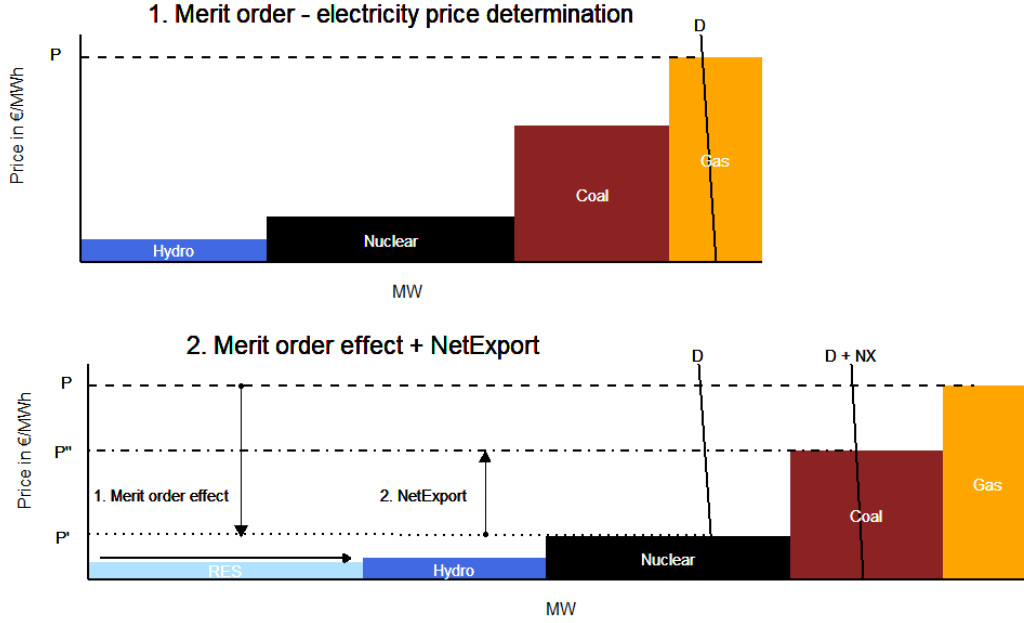 1. Merit order - electricity price determination
D
P
Price in €/MWh
Gas
Coal
Nuclear
Hydro
MW
2. Merit order effect + NetExport
D
D + NX
P
Price in €/MWh
P"
Gas
1. Merit order effect
2. NetExport
Coal
P'
Nuclear
RES
Hydro
MW